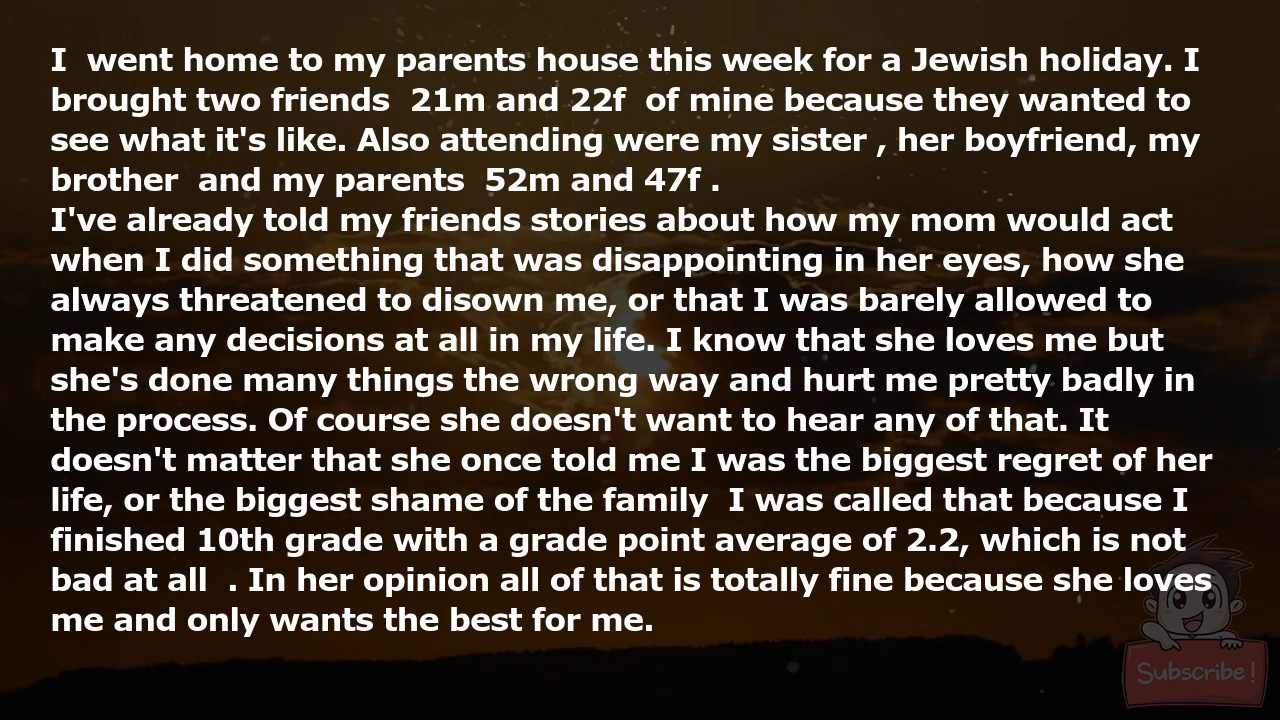 I  went home to my parents house this week for a Jewish holiday. I
brought two friends  21m and 22f  of mine because they wanted to
see what it's like. Also attending were my sister , her boyfriend, my
brother  and my parents  52m and 47f .
I've already told my friends stories about how my mom would act
when I did something that was disappointing in her eyes, how she
always threatened to disown me, or that I was barely allowed to
make any decisions at all in my life. I know that she loves me but
she's done many things the wrong way and hurt me pretty badly in
the process. Of course she doesn't want to hear any of that. It
doesn't matter that she once told me I was the biggest regret of her
life, or the biggest shame of the family  I was called that because I
finished 10th grade with a grade point average of 2.2, which is not
bad at all  . In her opinion all of that is totally fine because she loves
me and only wants the best for me.
Subscribe!